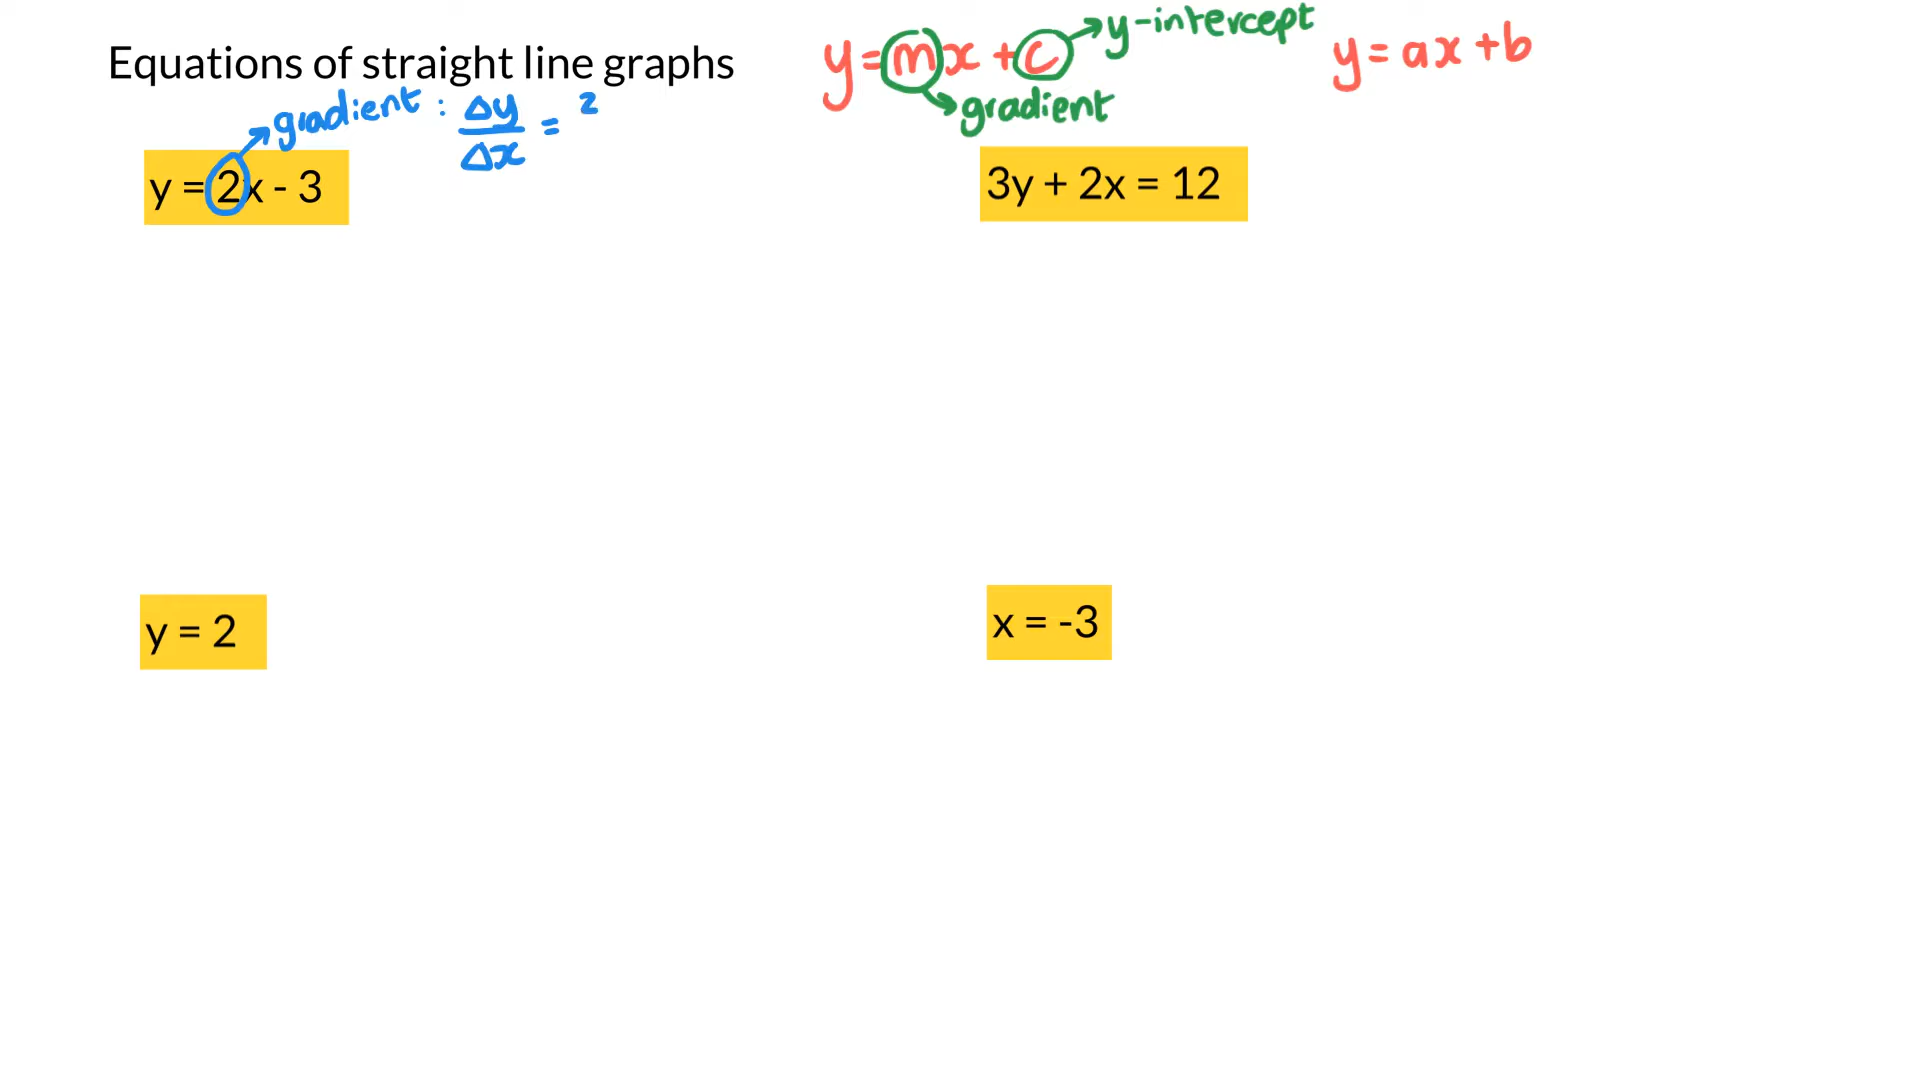 Equations of straight line graphs
y = mx + c
y-intercept
gradient
y = ax + b
gradient : Δy/Δx = 2
y = 2x - 3
3y + 2x = 12
y = 2
x = -3